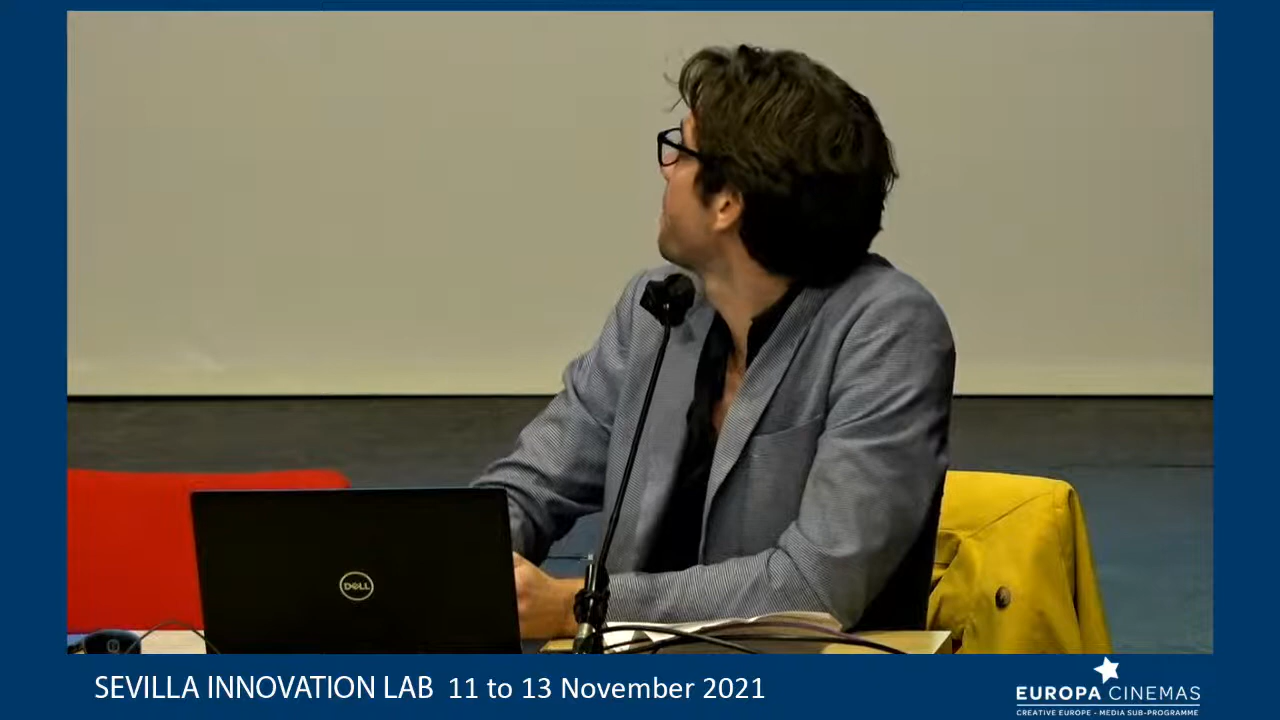 DELL
SEVILLA INNOVATION LAB 11 to 13 November 2021
EUROPA CINEMAS
CREATIVE EUROPE - MEDIA SUB-PROGRAMME